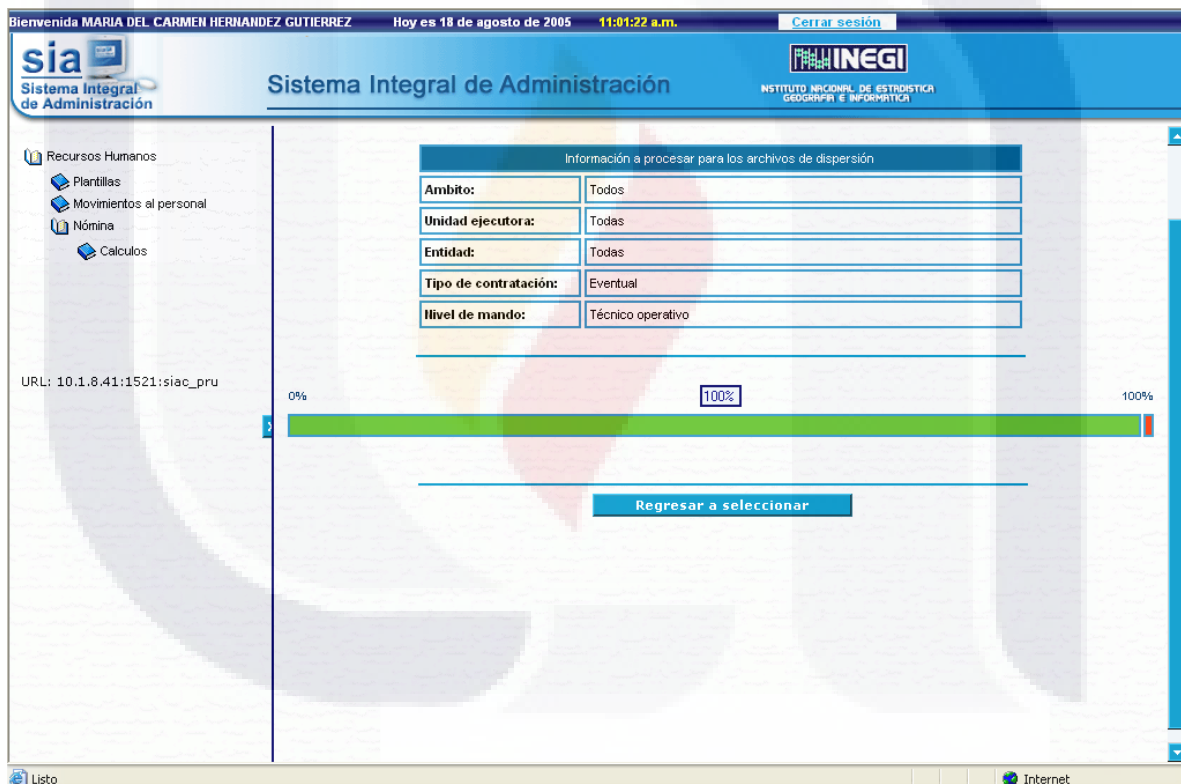 Bienvenida MARIA DEL CARMEN HERNANDEZ GUTIERREZ Hoy es 18 de agosto de 2005 11:01:22 a.m. Cerrar sesión
sia
Sistema Integral
de Administración
Sistema Integral de Administración
INEGI
INSTITUTO NACIONAL DE ESTADISTICA
GEOGRAFIA E INFORMATICA
Recursos Humanos
Plantillas
Movimientos al personal
Nómina
Calculos
URL: 10.1.8.41:1521:siac_pru
Información a procesar para los archivos de dispersión
Ambito: Todos
Unidad ejecutora: Todas
Entidad: Todas
Tipo de contratación: Eventual
Nivel de mando: Técnico operativo
0% 100% 100%
Regresar a seleccionar
Listo Internet